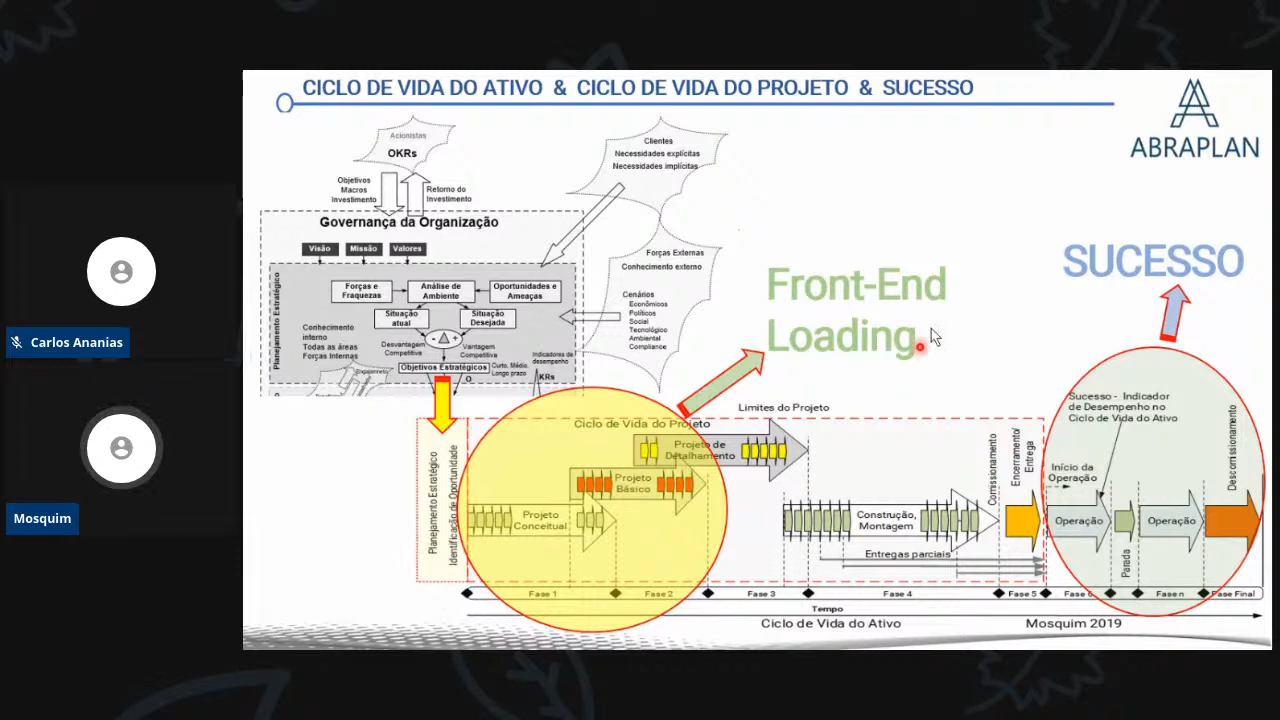 CICLO DE VIDA DO ATIVO & CICLO DE VIDA DO PROJETO & SUCESSO
ABRAPLAN
Acionistas
OKRs
Objetivos
Macros
Investimento
Retorno do
Investimento
Clientes
Necessidades explícitas
Necessidades implícitas
Governança da Organização
Visão
Missão
Valores
Planejamento Estratégico
Forças e
Fraquezas
Análise de
Ambiente
Oportunidades e
Ameaças
Situação
atual
Situação
Desejada
- △ +
Conhecimento
interno
Todas as áreas
Forças Internas
Desvantagem
Competitiva
Vantagem
Competitiva
Objetivos Estratégicos
Curto, Médio,
Longo prazo
Indicadores de
desempenho
O
KRs
Forças Externas
Conhecimento externo
Cenários
Econômicos
Políticos
Social
Tecnológico
Ambiental
Compliance
Front-End
Loading.
SUCESSO
Carlos Ananias
Mosquim
Limites do Projeto
Ciclo de Vida do Projeto
Planejamento Estratégico
Identificação de Oportunidade
Projeto de
Detalhamento
Projeto
Básico
Projeto
Conceitual
Construção,
Montagem
Entregas parciais
Comissionamento
Encerramento/
Entrega
Sucesso - Indicador
de Desempenho no
Ciclo de Vida do Ativo
Início da
Operação
Operação
Parada
Operação
Descomissionamento
Fase 1
Fase 2
Fase 3
Fase 4
Fase 5
Fase 6
Fase n
Fase Final
Tempo
Ciclo de Vida do Ativo
Mosquim 2019